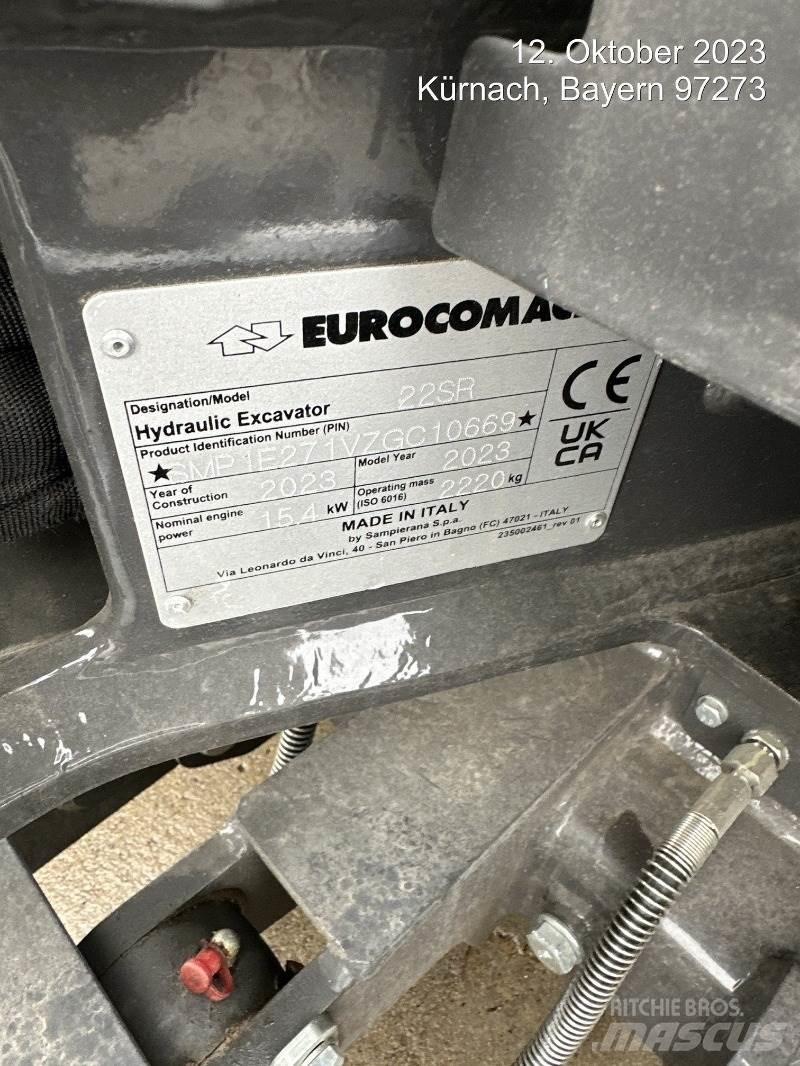 12. Oktober 2023
Kürnach, Bayern 97273
EUROCOMAC
Designation/Model
Hydraulic Excavator 22SR
Product Identification Number (PIN)
★SMP1E271VZGC10669★
Year of Construction 2023 Model Year 2023
Nominal engine power 15.4 kW Operating mass (ISO 6016) 2220 kg
CE
UK
CA
MADE IN ITALY
by Sampierana S.p.a.
Via Leonardo da Vinci, 40 - San Piero in Bagno (FC) 47021 - ITALY
235002461_rev 01
RITCHIE BROS.
MASCUS